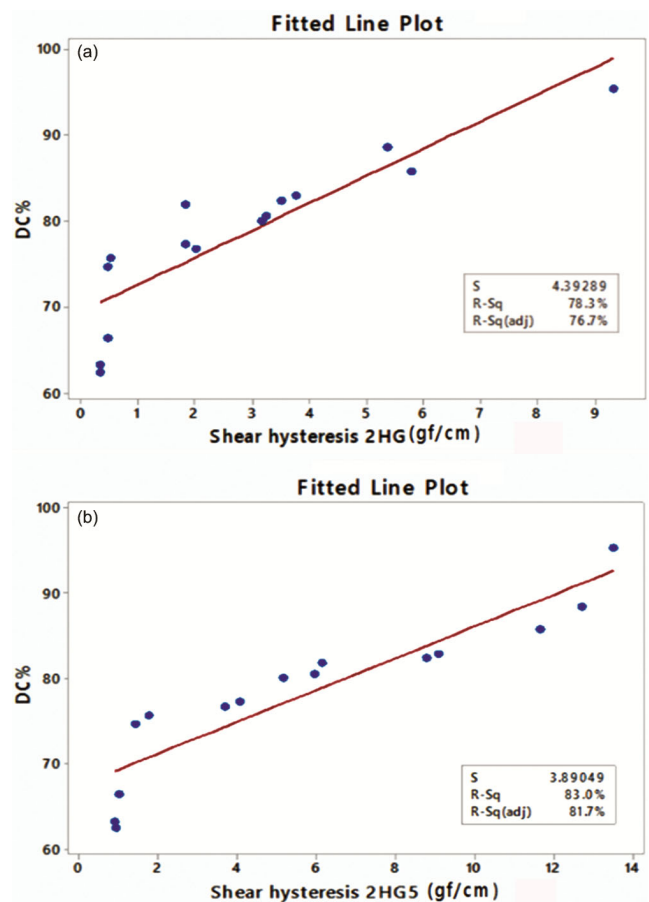 Fitted Line Plot
(a)
100
90
80
70
60
DC%
S 4.39289
R-Sq 78.3%
R-Sq(adj) 76.7%
0 1 2 3 4 5 6 7 8 9
Shear hysteresis 2HG(gf/cm)
Fitted Line Plot
(b)
100
90
80
70
60
DC%
S 3.89049
R-Sq 83.0%
R-Sq(adj) 81.7%
0 2 4 6 8 10 12 14
Shear hysteresis 2HG5 (gf/cm)